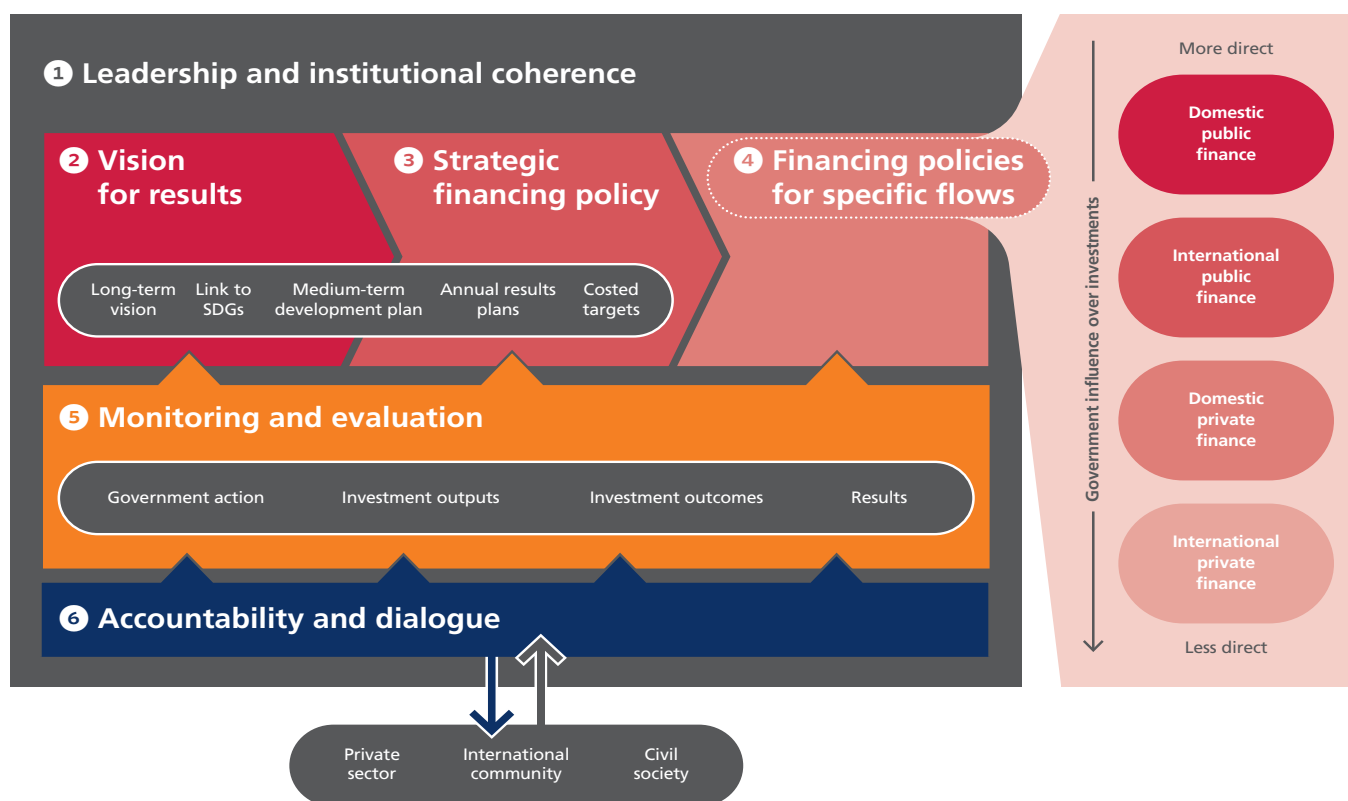 1 Leadership and institutional coherence
2 Vision
for results
3 Strategic
financing policy
4 Financing policies
for specific flows
Long-term
vision
Link to
SDGs
Medium-term
development plan
Annual results
plans
Costed
targets
5 Monitoring and evaluation
Government action
Investment outputs
Investment outcomes
Results
6 Accountability and dialogue
Private
sector
International
community
Civil
society
More direct
Government influence over investments
Domestic
public
finance
International
public
finance
Domestic
private
finance
International
private
finance
Less direct